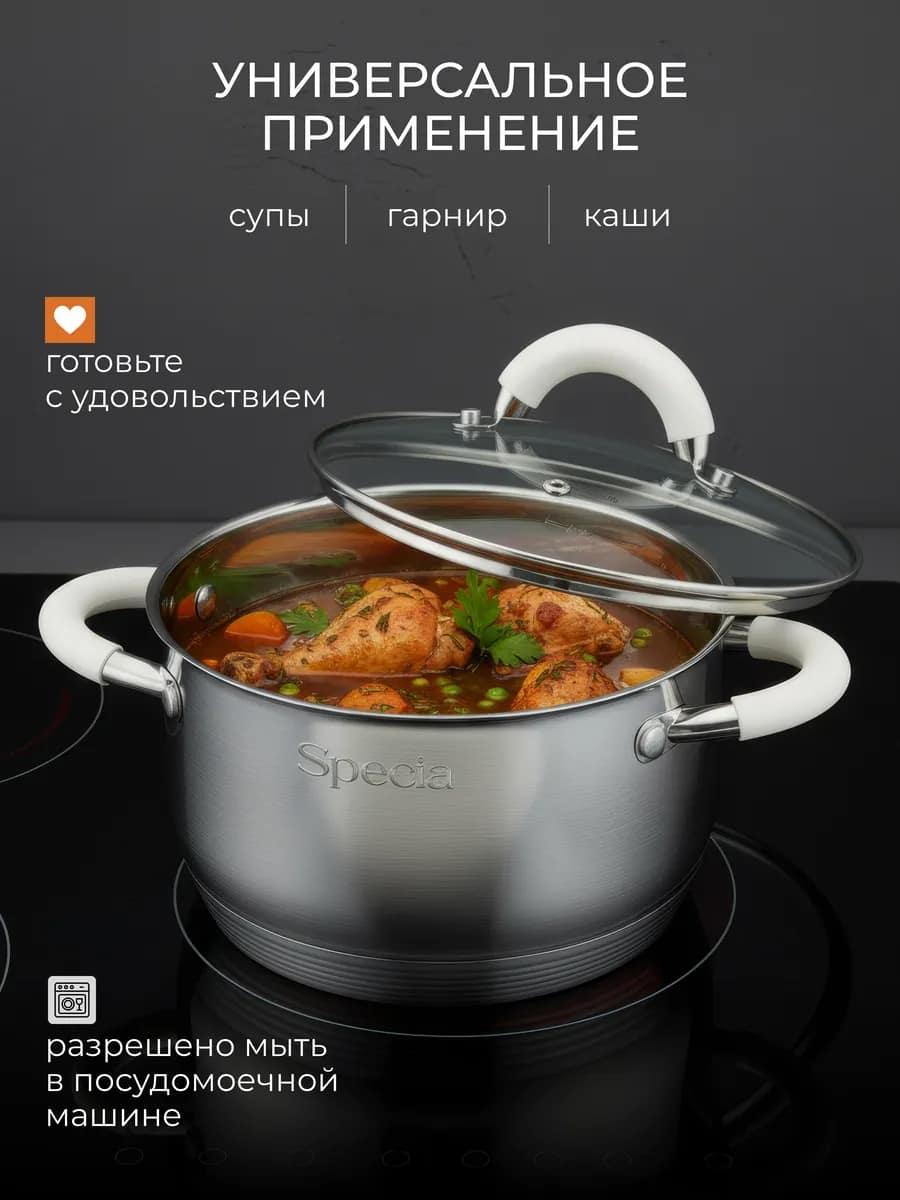 УНИВЕРСАЛЬНОЕ
ПРИМЕНЕНИЕ
супы | гарнир | каши
готовьте
с удовольствием
Specia
разрешено мыть
в посудомоечной
машине